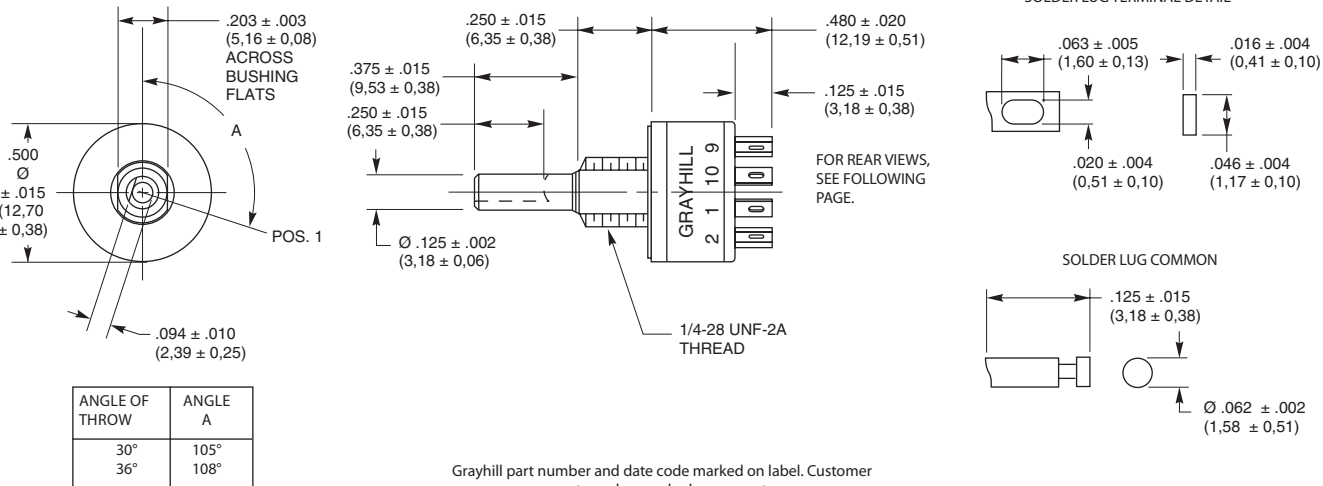 .203 ± .003
(5,16 ± 0,08)
ACROSS
BUSHING
FLATS
A
.500
Ø
± .015
(12,70
± 0,38)
POS. 1
.094 ± .010
(2,39 ± 0,25)
ANGLE OF THROW
ANGLE A
30° 105°
36° 108°
.250 ± .015
(6,35 ± 0,38)
.480 ± .020
(12,19 ± 0,51)
.375 ± .015
(9,53 ± 0,38)
.250 ± .015
(6,35 ± 0,38)
.125 ± .015
(3,18 ± 0,38)
GRAYHILL
2 1 10 9
FOR REAR VIEWS,
SEE FOLLOWING
PAGE.
Ø .125 ± .002
(3,18 ± 0,06)
1/4-28 UNF-2A
THREAD
Grayhill part number and date code marked on label. Customer
SOLDER LUG TERMINAL DETAIL
.063 ± .005
(1,60 ± 0,13)
.016 ± .004
(0,41 ± 0,10)
.020 ± .004
(0,51 ± 0,10)
.046 ± .004
(1,17 ± 0,10)
SOLDER LUG COMMON
.125 ± .015
(3,18 ± 0,38)
Ø .062 ± .002
(1,58 ± 0,51)